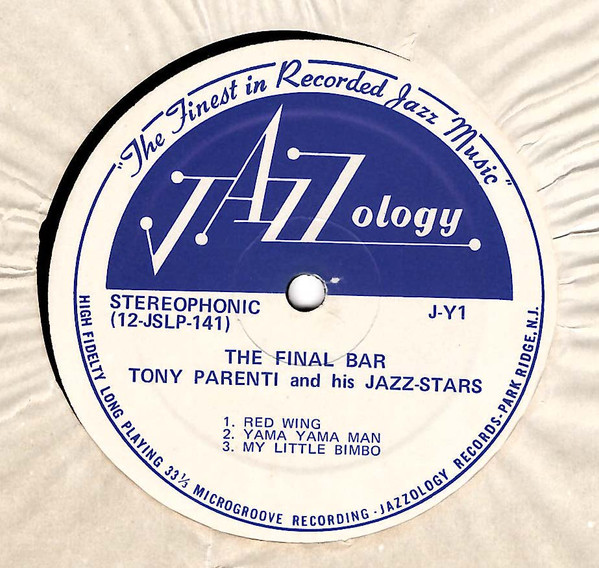 "The Finest in Recorded Jazz Music"
JAZZology
STEREOPHONIC
(12-JSLP-141)
J-Y1
THE FINAL BAR
TONY PARENTI and his JAZZ-STARS
1. RED WING
2. YAMA YAMA MAN
3. MY LITTLE BIMBO
HIGH FIDELTY LONG PLAYING 33⅓ MICROGROOVE RECORDING - JAZZOLOGY RECORDS-PARK RIDGE, N.J.